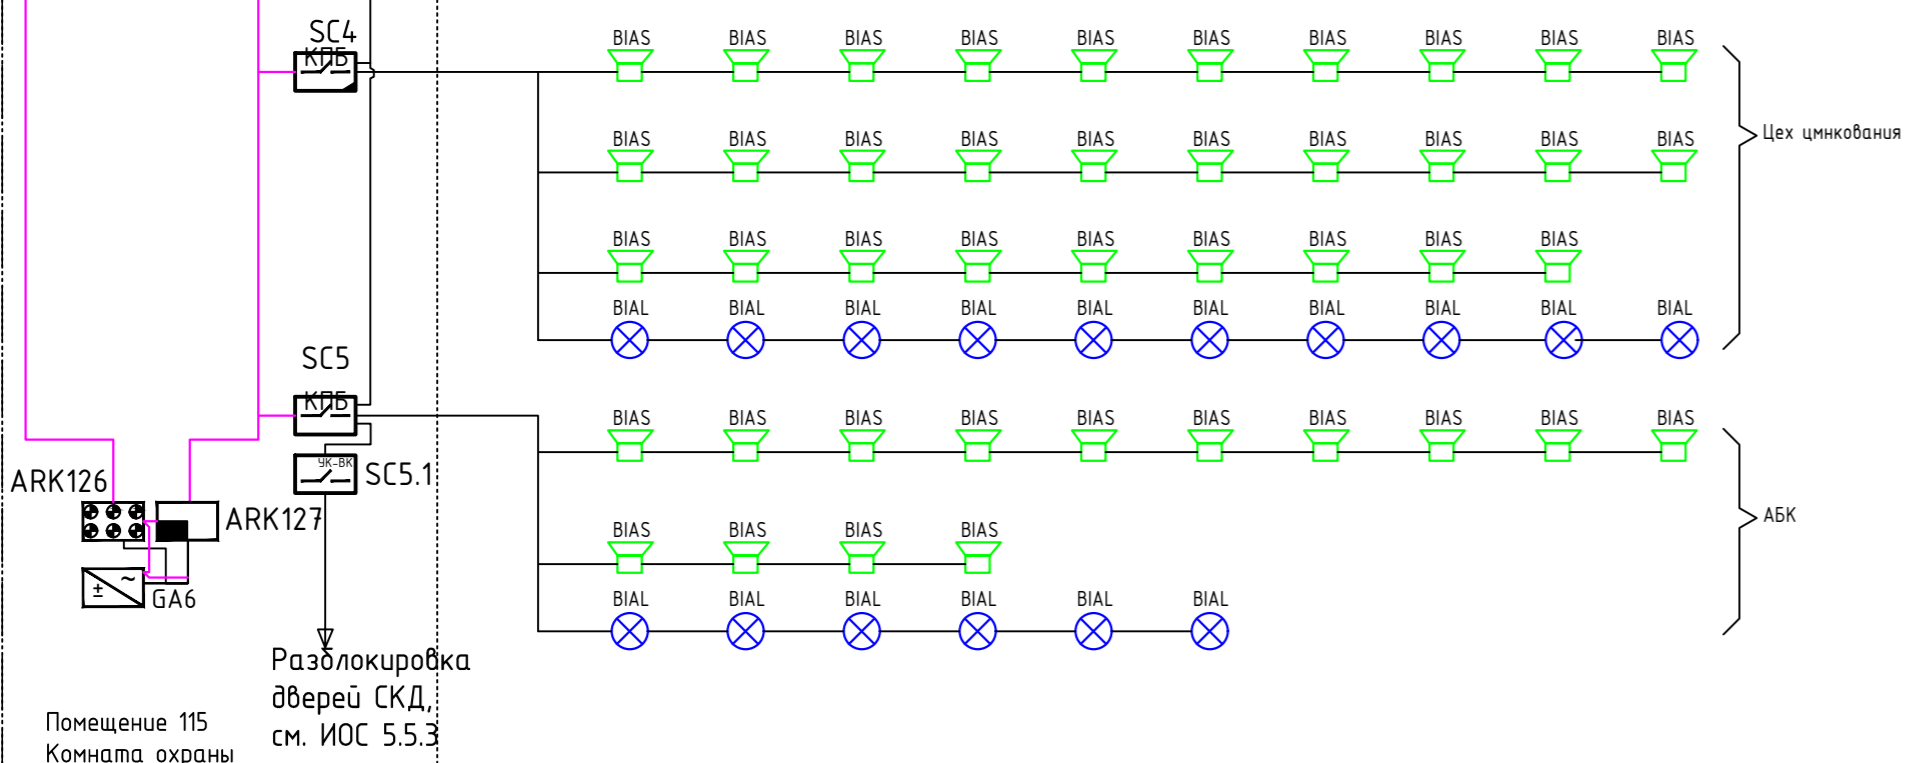 SC4
КПБ
BIAS BIAS BIAS BIAS BIAS BIAS BIAS BIAS BIAS BIAS
BIAS BIAS BIAS BIAS BIAS BIAS BIAS BIAS BIAS BIAS
Цех цмнкования
BIAS BIAS BIAS BIAS BIAS BIAS BIAS BIAS BIAS
BIAL BIAL BIAL BIAL BIAL BIAL BIAL BIAL BIAL BIAL
SC5
КПБ
BIAS BIAS BIAS BIAS BIAS BIAS BIAS BIAS BIAS BIAS
УК-ВК
SC5.1
ARK126
ARK127
АБК
BIAS BIAS BIAS BIAS
± ~
GA6
BIAL BIAL BIAL BIAL BIAL BIAL
Разблокировка
дверей СКД,
см. ИОС 5.5.3
Помещение 115
Комната охраны